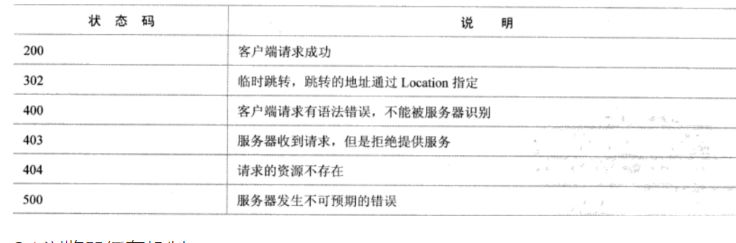 状 态 码 说 明
200 客户端请求成功
302 临时跳转，跳转的地址通过 Location 指定
400 客户端请求有语法错误，不能被服务器识别
403 服务器收到请求，但是拒绝提供服务
404 请求的资源不存在
500 服务器发生不可预期的错误